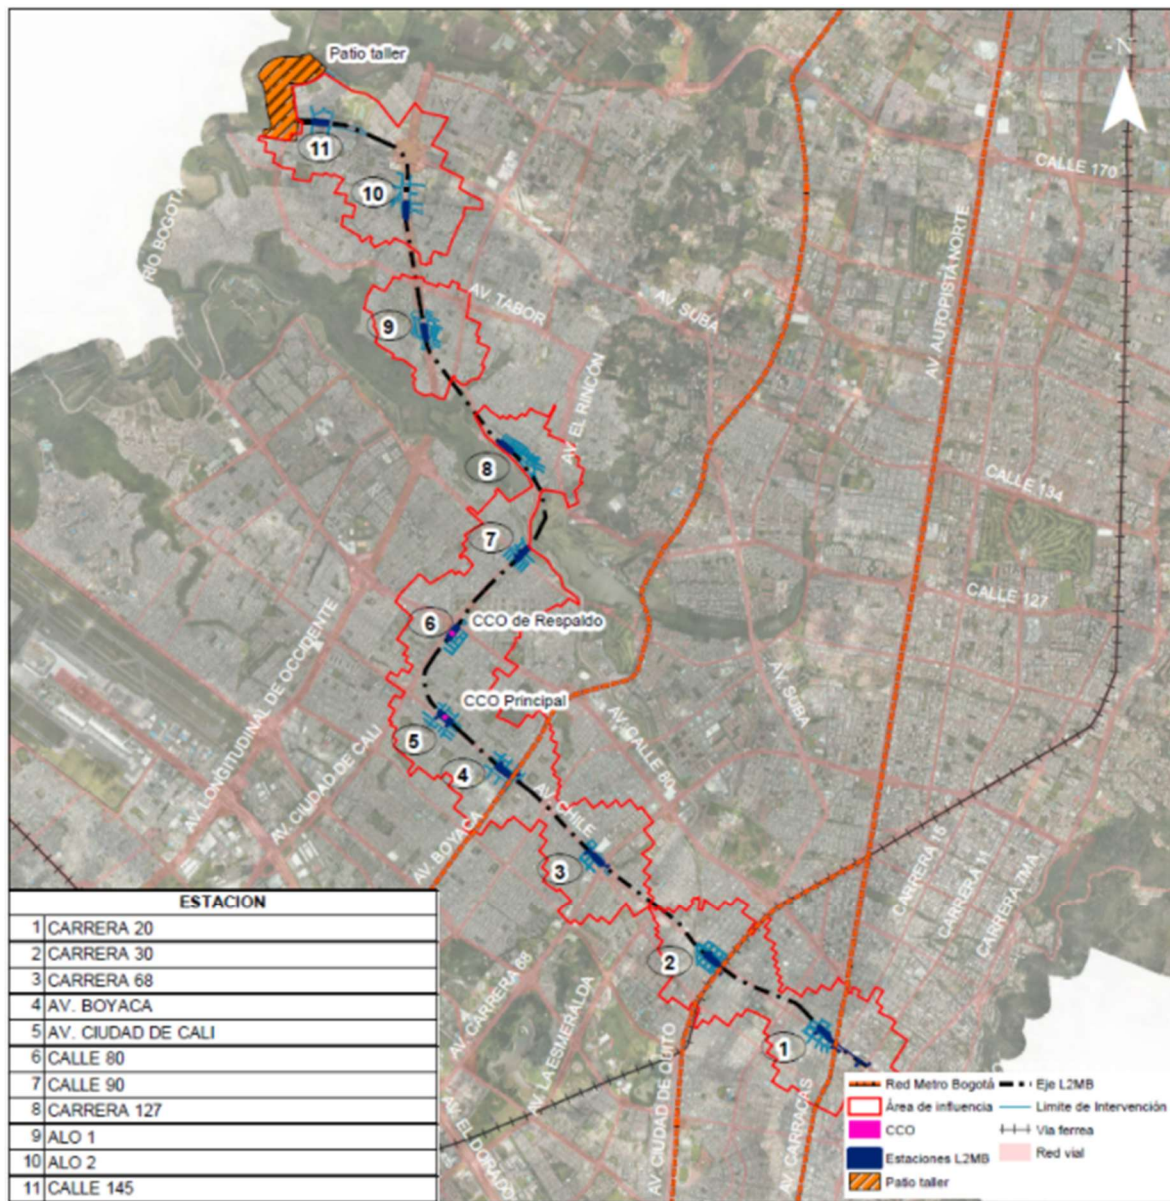 Patio taller
N
11
CALLE 170
10
RÍO BOGOTÁ
AV. AUTOPISTA NORTE
AV. TABOR
AV. SUBA
9
AV. EL RINCÓN
8
CALLE 134
7
CALLE 127
6
CCO de Respaldo
AV. LONGITUDINAL DE OCCIDENTE
AV. SUBA
CCO Principal
AV. CIUDAD DE CALI
5
AV. CALLE 80
4
AV. CHILE
AV. BOYACA
3
CARRERA 15
CARRERA 11
CARRERA 7MA
2
AV. CARRERA 68
AV. LA ESMERALDA
AV. CIUDAD DE QUITO
1
AV. CARACAS
AV. ELDORADO
ESTACION
1 CARRERA 20
2 CARRERA 30
3 CARRERA 68
4 AV. BOYACA
5 AV. CIUDAD DE CALI
6 CALLE 80
7 CALLE 90
8 CARRERA 127
9 ALO 1
10 ALO 2
11 CALLE 145
Red Metro Bogotá
Eje L2MB
Área de influencia
Limite de Intervención
CCO
Via ferrea
Estaciones L2MB
Red vial
Patio taller